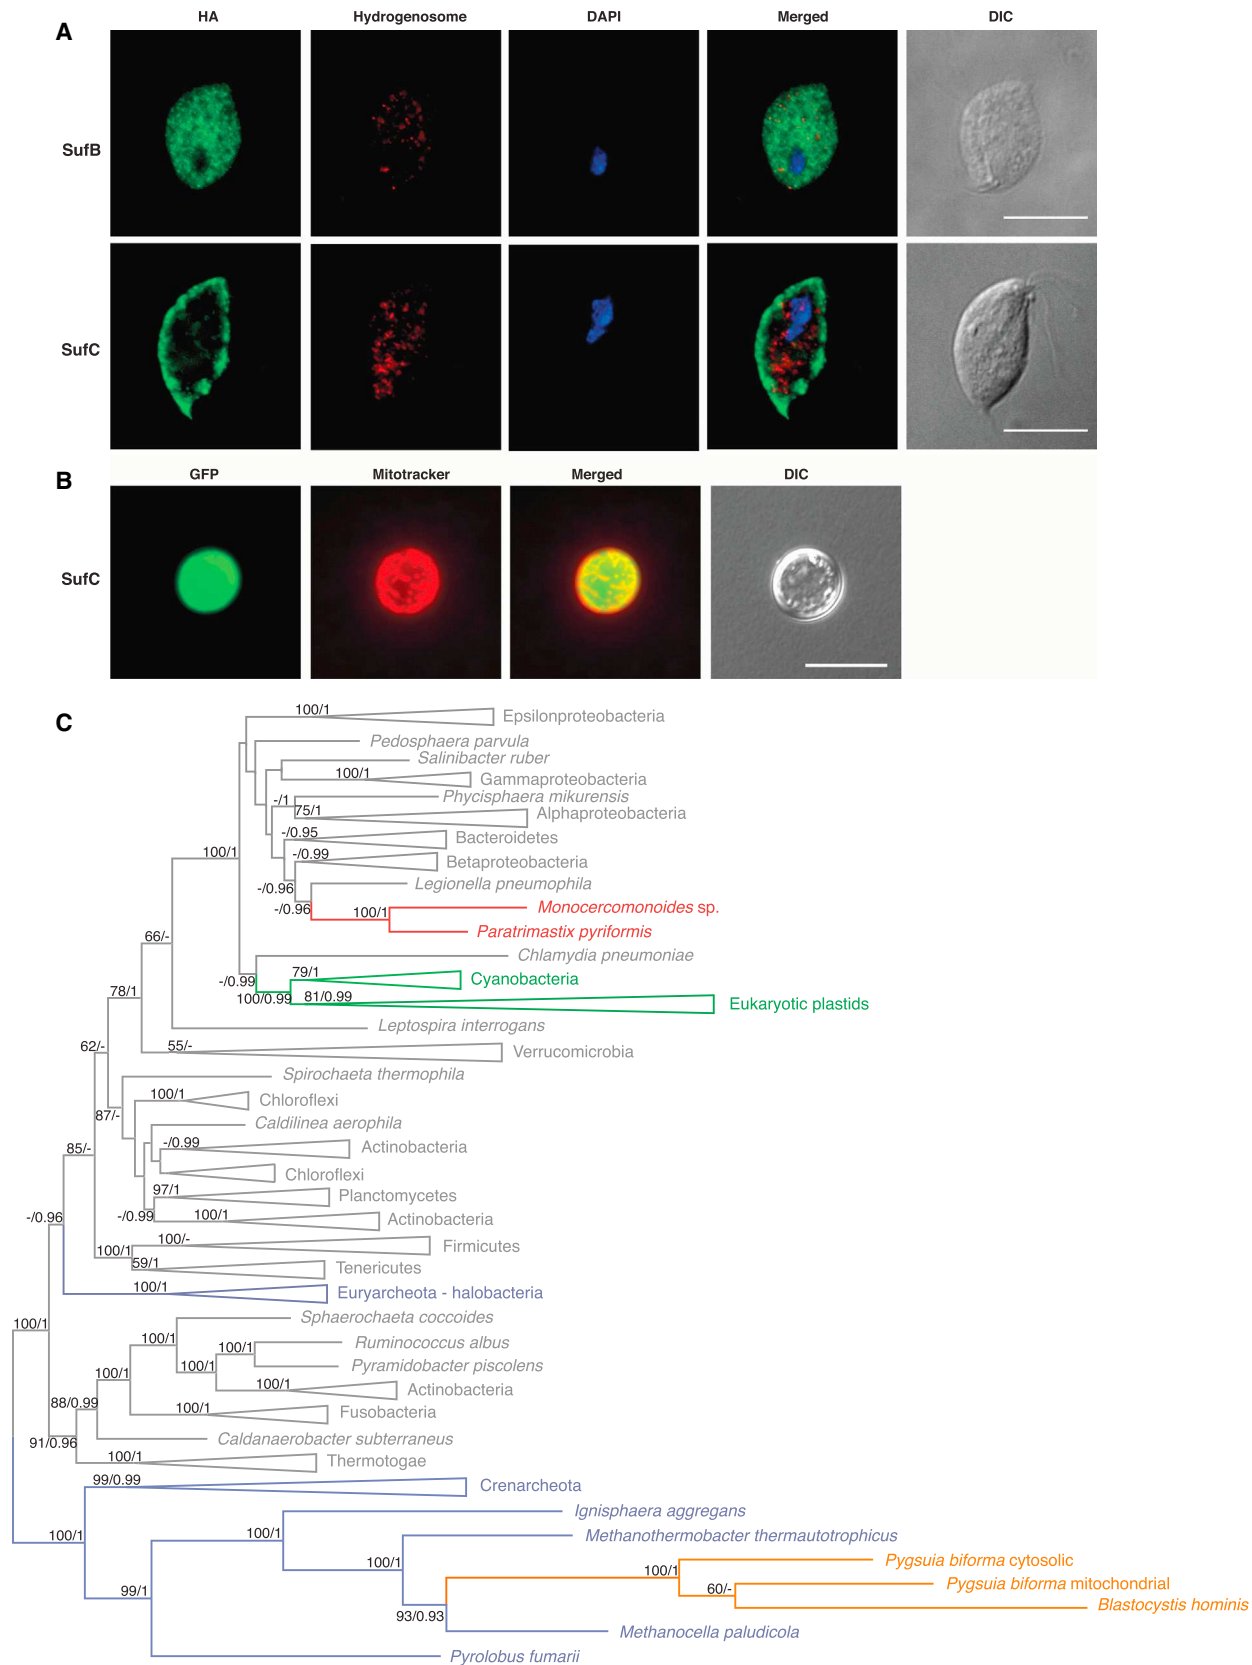 A
HA Hydrogenosome DAPI Merged DIC
SufB
SufC
B
GFP Mitotracker Merged DIC
SufC
C
100/1 Epsilonproteobacteria
Pedosphaera parvula
Salinibacter ruber
100/1 Gammaproteobacteria
-/1 Phycisphaera mikurensis
75/1 Alphaproteobacteria
-/0.95 Bacteroidetes
100/1 -/0.99 Betaproteobacteria
-/0.96 Legionella pneumophila
-/0.96 100/1 Monocercomonoides sp.
Paratrimastix pyriformis
66/- Chlamydia pneumoniae
-/0.99 79/1 Cyanobacteria
78/1 100/0.99 81/0.99 Eukaryotic plastids
Leptospira interrogans
62/- 55/- Verrucomicrobia
Spirochaeta thermophila
100/1 Chloroflexi
87/- Caldilinea aerophila
85/- -/0.99 Actinobacteria
Chloroflexi
97/1 Planctomycetes
-/0.96 -/0.99 100/1 Actinobacteria
100/1 100/- Firmicutes
59/1 Tenericutes
100/1 Euryarcheota - halobacteria
100/1 Sphaerochaeta coccoides
100/1 100/1 Ruminococcus albus
100/1 100/1 Pyramidobacter piscolens
100/1 Actinobacteria
88/0.99 100/1 Fusobacteria
91/0.96 Caldanaerobacter subterraneus
100/1 Thermotogae
99/0.99 Crenarcheota
Ignisphaera aggregans
100/1 100/1 Methanothermobacter thermautotrophicus
100/1 100/1 Pygsuia biforma cytosolic
99/1 60/- Pygsuia biforma mitochondrial
93/0.93 Blastocystis hominis
Methanocella paludicola
Pyrolobus fumarii